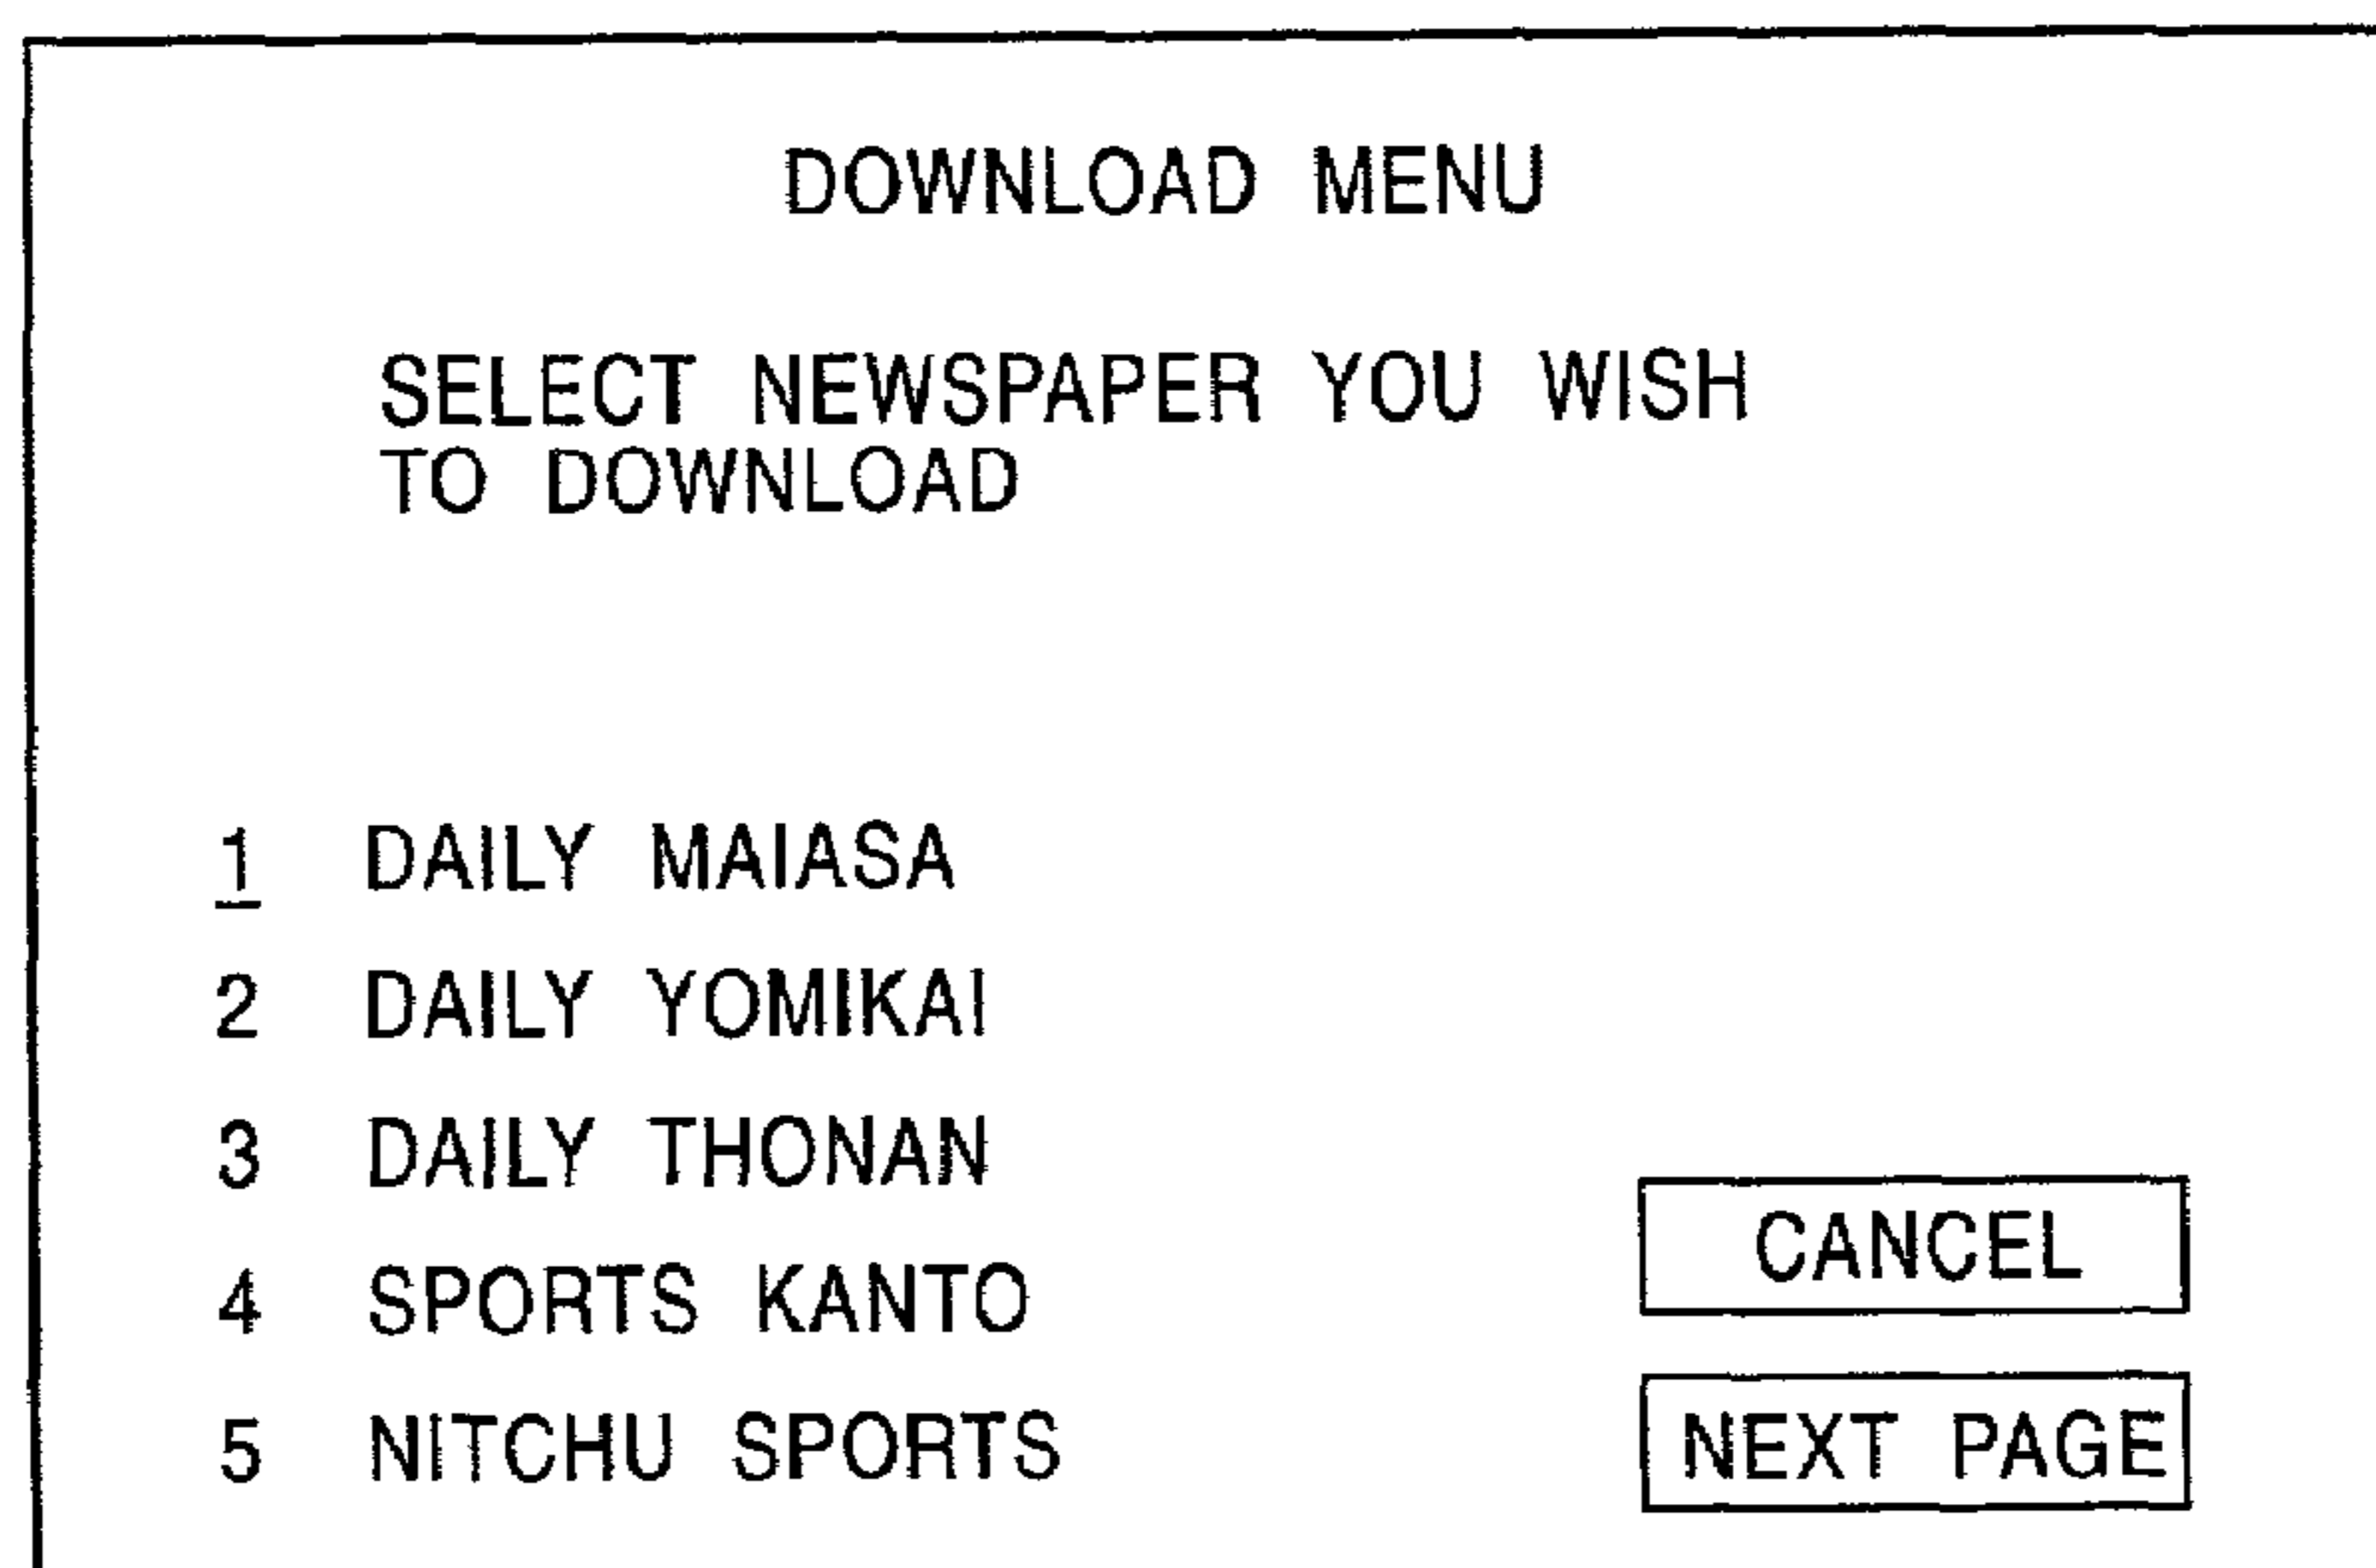 DOWNLOAD MENU
SELECT NEWSPAPER YOU WISH
TO DOWNLOAD
1 DAILY MAIASA
2 DAILY YOMIKAI
3 DAILY THONAN
4 SPORTS KANTO
5 NITCHU SPORTS
CANCEL
NEXT PAGE